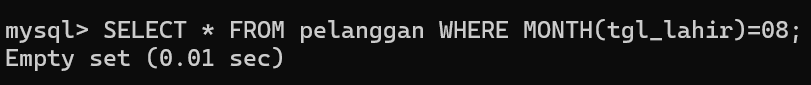 mysql> SELECT * FROM pelanggan WHERE MONTH(tgl_lahir)=08;
Empty set (0.01 sec)